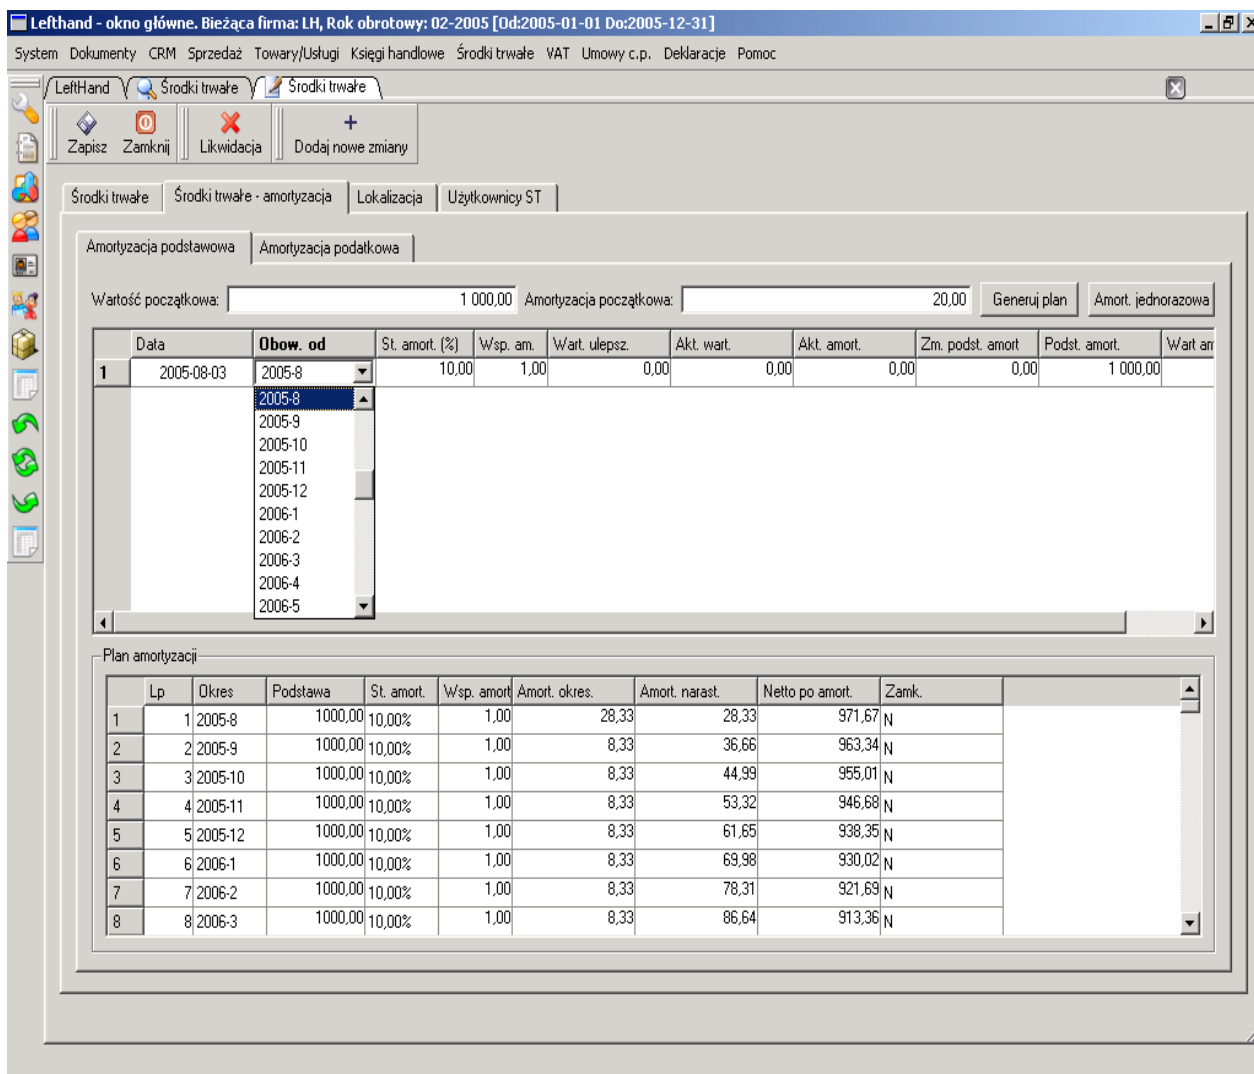 Lefthand - okno główne. Bieżąca firma: LH, Rok obrotowy: 02-2005 [Od:2005-01-01 Do:2005-12-31]
System Dokumenty CRM Sprzedaż Towary/Usługi Księgi handlowe Środki trwałe VAT Umowy c.p. Deklaracje Pomoc
LeftHand Środki trwałe Środki trwałe
Zapisz Zamknij Likwidacja Dodaj nowe zmiany
Środki trwałe Środki trwałe - amortyzacja Lokalizacja Użytkownicy ST
Amortyzacja podstawowa Amortyzacja podatkowa
Wartość początkowa: 1 000,00 Amortyzacja początkowa: 20,00 Generuj plan Amort. jednorazowa
Data Obow. od St. amort. (%) Wsp. am. Wart. ulepsz. Akt. wart. Akt. amort. Zm. podst. amort Podst. amort. Wart am
1 2005-08-03 2005-8 10,00 1,00 0,00 0,00 0,00 0,00 1 000,00
2005-8
2005-9
2005-10
2005-11
2005-12
2006-1
2006-2
2006-3
2006-4
2006-5
Plan amortyzacji
Lp Okres Podstawa St. amort. Wsp. amort Amort. okres. Amort. narast. Netto po amort. Zamk.
1 1 2005-8 1000,00 10,00% 1,00 28,33 28,33 971,67 N
2 2 2005-9 1000,00 10,00% 1,00 8,33 36,66 963,34 N
3 3 2005-10 1000,00 10,00% 1,00 8,33 44,99 955,01 N
4 4 2005-11 1000,00 10,00% 1,00 8,33 53,32 946,68 N
5 5 2005-12 1000,00 10,00% 1,00 8,33 61,65 938,35 N
6 6 2006-1 1000,00 10,00% 1,00 8,33 69,98 930,02 N
7 7 2006-2 1000,00 10,00% 1,00 8,33 78,31 921,69 N
8 8 2006-3 1000,00 10,00% 1,00 8,33 86,64 913,36 N